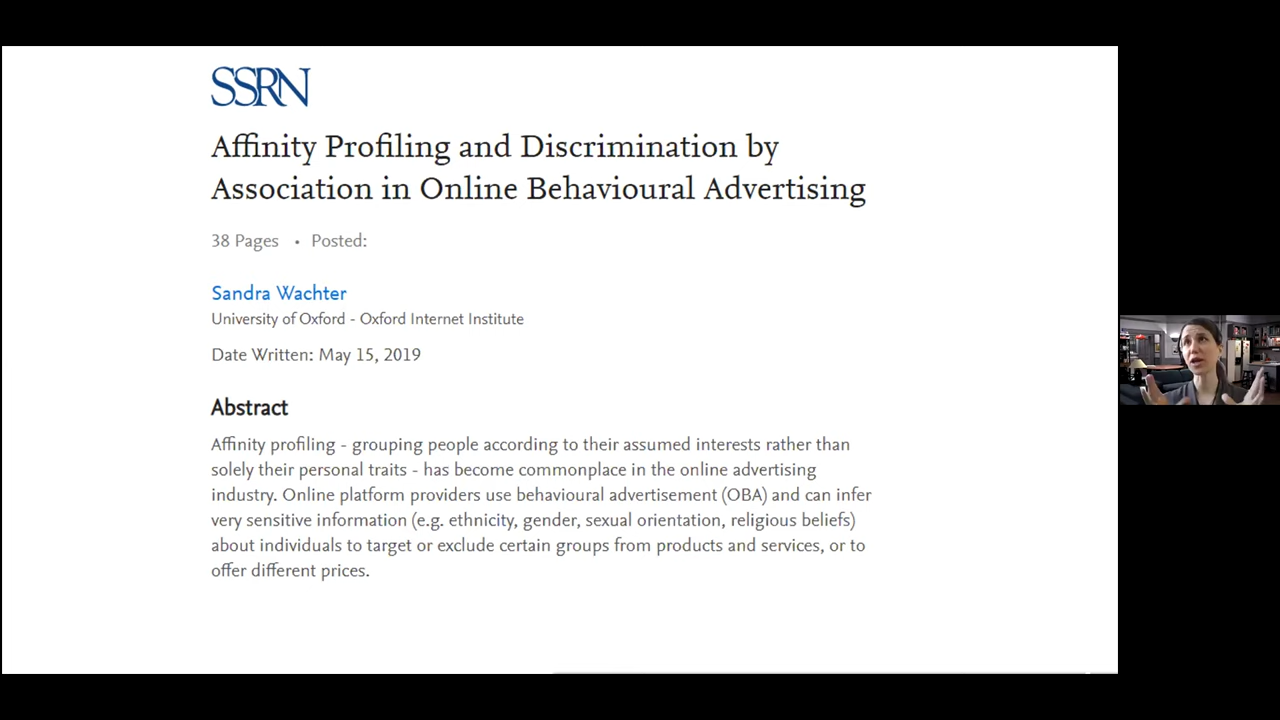 SSRN
Affinity Profiling and Discrimination by
Association in Online Behavioural Advertising
38 Pages • Posted:
Sandra Wachter
University of Oxford - Oxford Internet Institute
Date Written: May 15, 2019
Abstract
Affinity profiling - grouping people according to their assumed interests rather than
solely their personal traits - has become commonplace in the online advertising
industry. Online platform providers use behavioural advertisement (OBA) and can infer
very sensitive information (e.g. ethnicity, gender, sexual orientation, religious beliefs)
about individuals to target or exclude certain groups from products and services, or to
offer different prices.